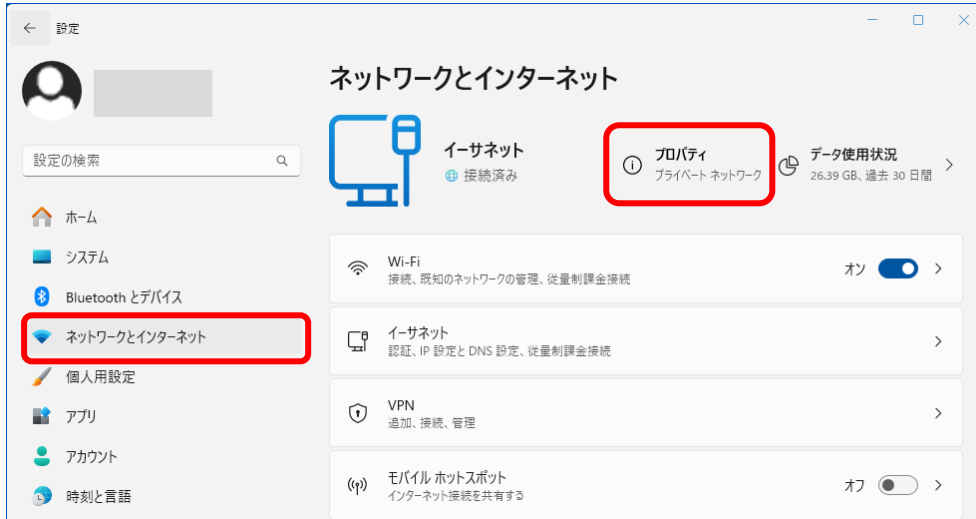 設定
設定の検索
ホーム
システム
Bluetooth とデバイス
ネットワークとインターネット
個人用設定
アプリ
アカウント
時刻と言語
ネットワークとインターネット
イーサネット
接続済み
プロパティ
プライベート ネットワーク
データ使用状況
26.39 GB、過去 30 日間
Wi-Fi
接続、既知のネットワークの管理、従量制課金接続
オン
イーサネット
認証、IP 設定と DNS 設定、従量制課金接続
VPN
追加、接続、管理
モバイル ホットスポット
インターネット接続を共有する
オフ